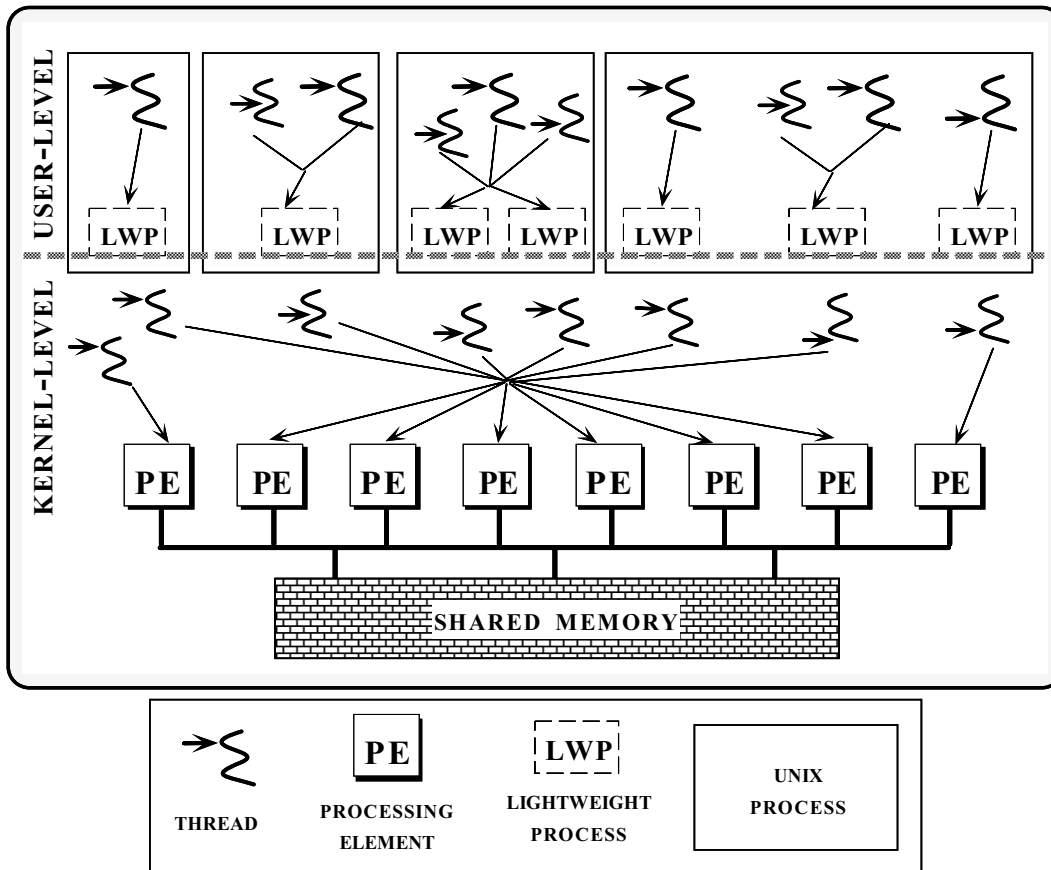 USER-LEVEL
LWP
LWP
LWP
LWP
LWP
LWP
LWP
KERNEL-LEVEL
PE
PE
PE
PE
PE
PE
PE
PE
SHARED MEMORY
THREAD
PE
PROCESSING
ELEMENT
LWP
LIGHTWEIGHT
PROCESS
UNIX
PROCESS